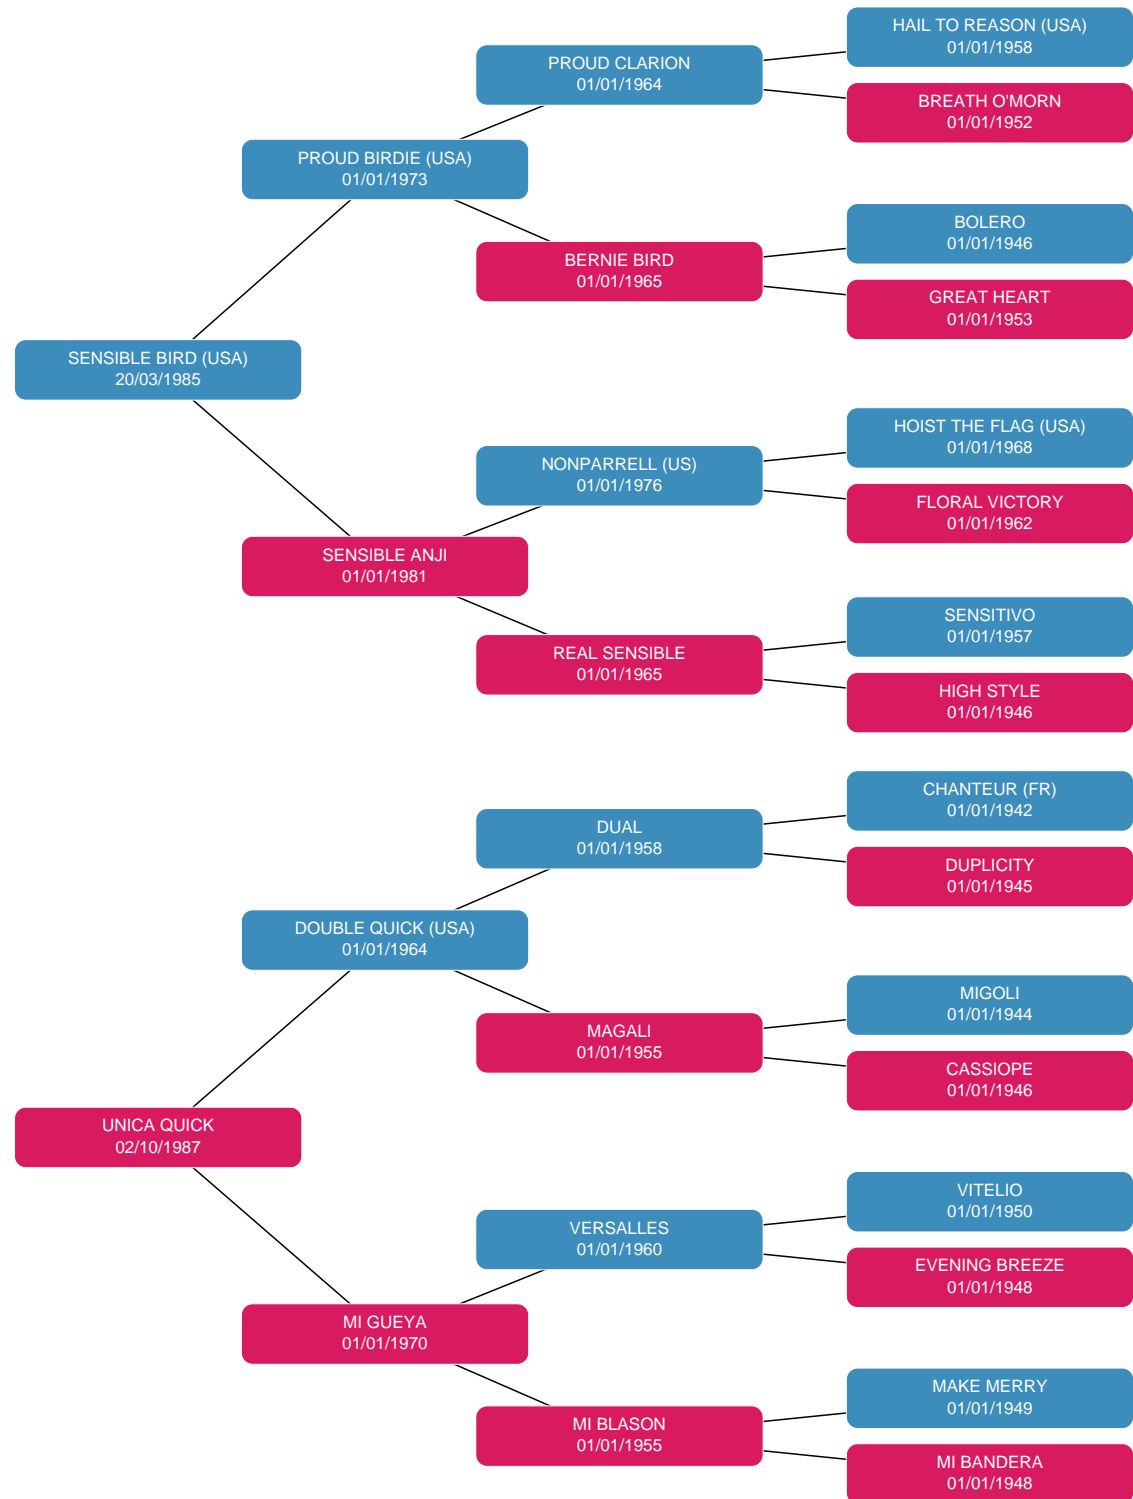 HAIL TO REASON (USA)
01/01/1958
PROUD CLARION
01/01/1964
BREATH O'MORN
01/01/1952
PROUD BIRDIE (USA)
01/01/1973
BOLERO
01/01/1946
BERNIE BIRD
01/01/1965
GREAT HEART
01/01/1953
SENSIBLE BIRD (USA)
20/03/1985
HOIST THE FLAG (USA)
01/01/1968
NONPARRELL (US)
01/01/1976
FLORAL VICTORY
01/01/1962
SENSIBLE ANJI
01/01/1981
SENSITIVO
01/01/1957
REAL SENSIBLE
01/01/1965
HIGH STYLE
01/01/1946
CHANTEUR (FR)
01/01/1942
DUAL
01/01/1958
DUPLICITY
01/01/1945
DOUBLE QUICK (USA)
01/01/1964
MIGOLI
01/01/1944
MAGALI
01/01/1955
CASSIOPE
01/01/1946
UNICA QUICK
02/10/1987
VITELIO
01/01/1950
VERSALLES
01/01/1960
EVENING BREEZE
01/01/1948
MI GUEYA
01/01/1970
MAKE MERRY
01/01/1949
MI BLASON
01/01/1955
MI BANDERA
01/01/1948